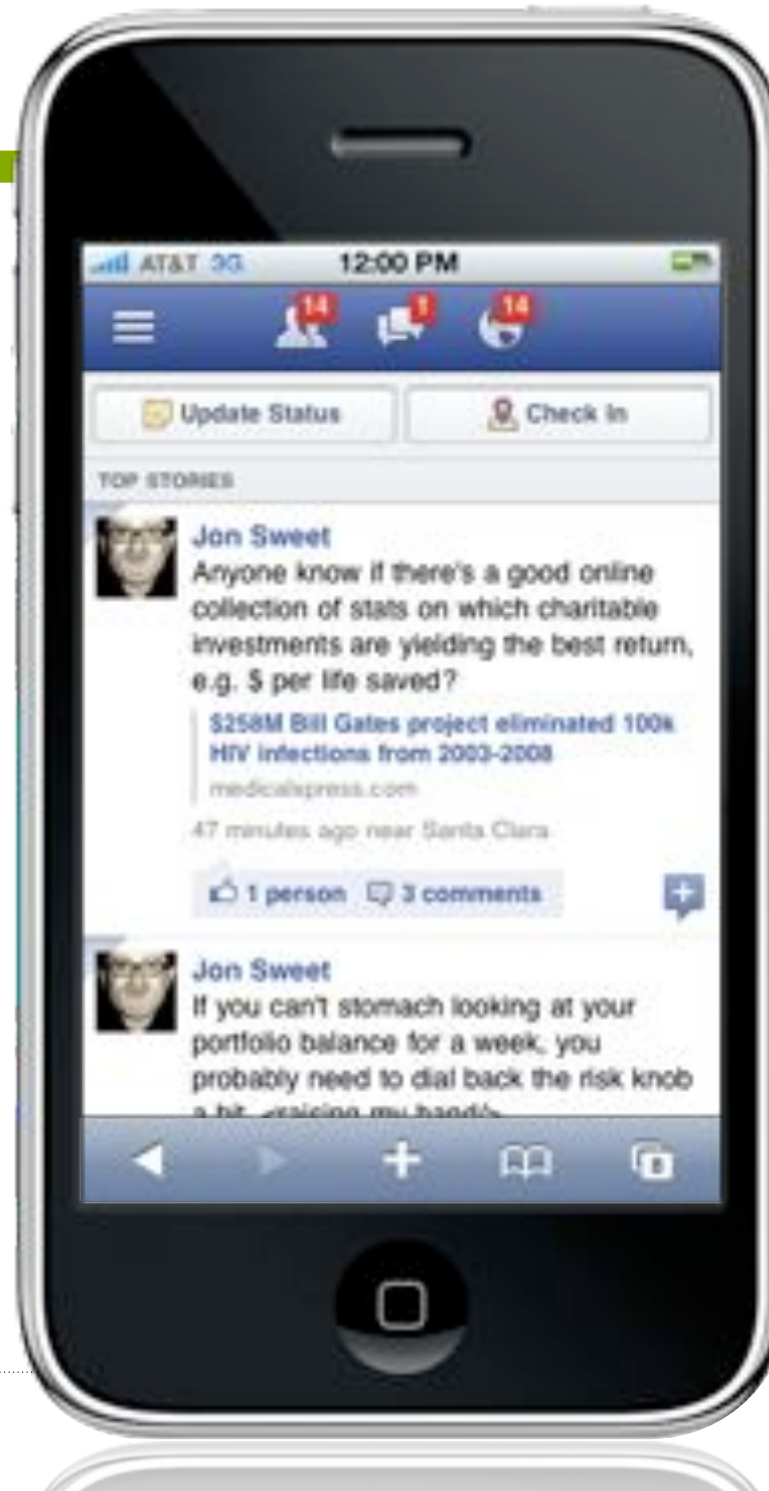 AT&T 3G 12:00 PM
14 1 14
Update Status Check In
TOP STORIES
Jon Sweet
Anyone know if there's a good online
collection of stats on which charitable
investments are yielding the best return,
e.g. $ per life saved?
$258M Bill Gates project eliminated 100k
HIV infections from 2003-2008
medicalxpress.com
47 minutes ago near Santa Clara
1 person 3 comments
Jon Sweet
If you can't stomach looking at your
portfolio balance for a week, you
probably need to dial back the risk knob
a bit. <raising my hand/>